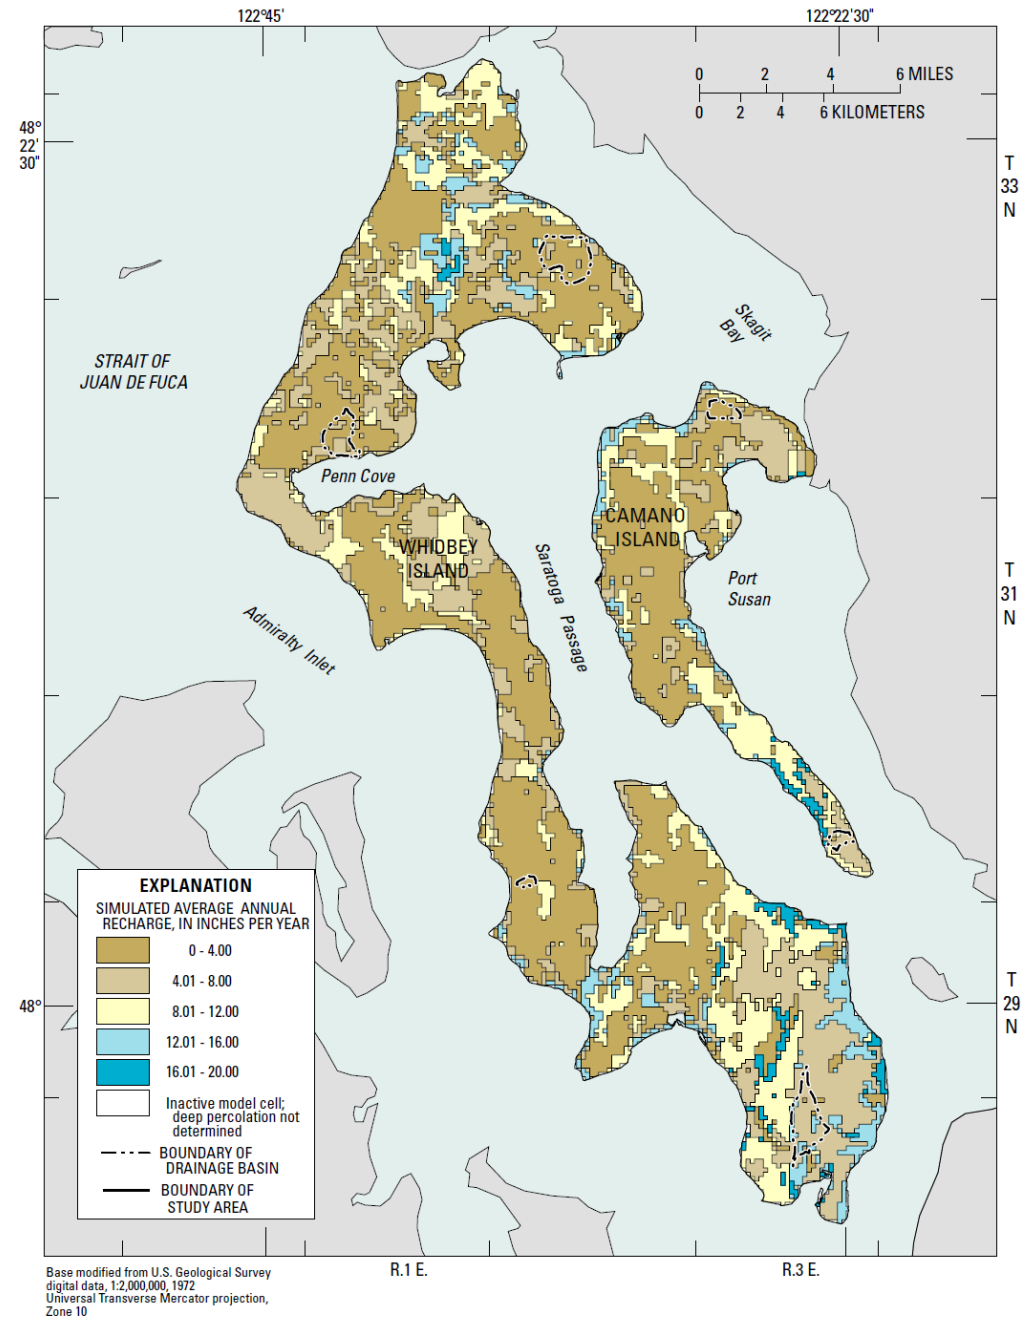 122°45'
122°22'30"
0 2 4 6 MILES
0 2 4 6 KILOMETERS
48°
22'
30"
T
33
N
Skagit
Bay
STRAIT OF
JUAN DE FUCA
Penn Cove
CAMANO
ISLAND
WHIDBEY
ISLAND
Saratoga Passage
Port
Susan
T
31
N
Admiralty Inlet
EXPLANATION
SIMULATED AVERAGE ANNUAL
RECHARGE, IN INCHES PER YEAR
0 - 4.00
4.01 - 8.00
8.01 - 12.00
12.01 - 16.00
16.01 - 20.00
Inactive model cell;
deep percolation not
determined
BOUNDARY OF
DRAINAGE BASIN
BOUNDARY OF
STUDY AREA
48°
T
29
N
R.1 E.
R.3 E.
Base modified from U.S. Geological Survey
digital data, 1:2,000,000, 1972
Universal Transverse Mercator projection,
Zone 10